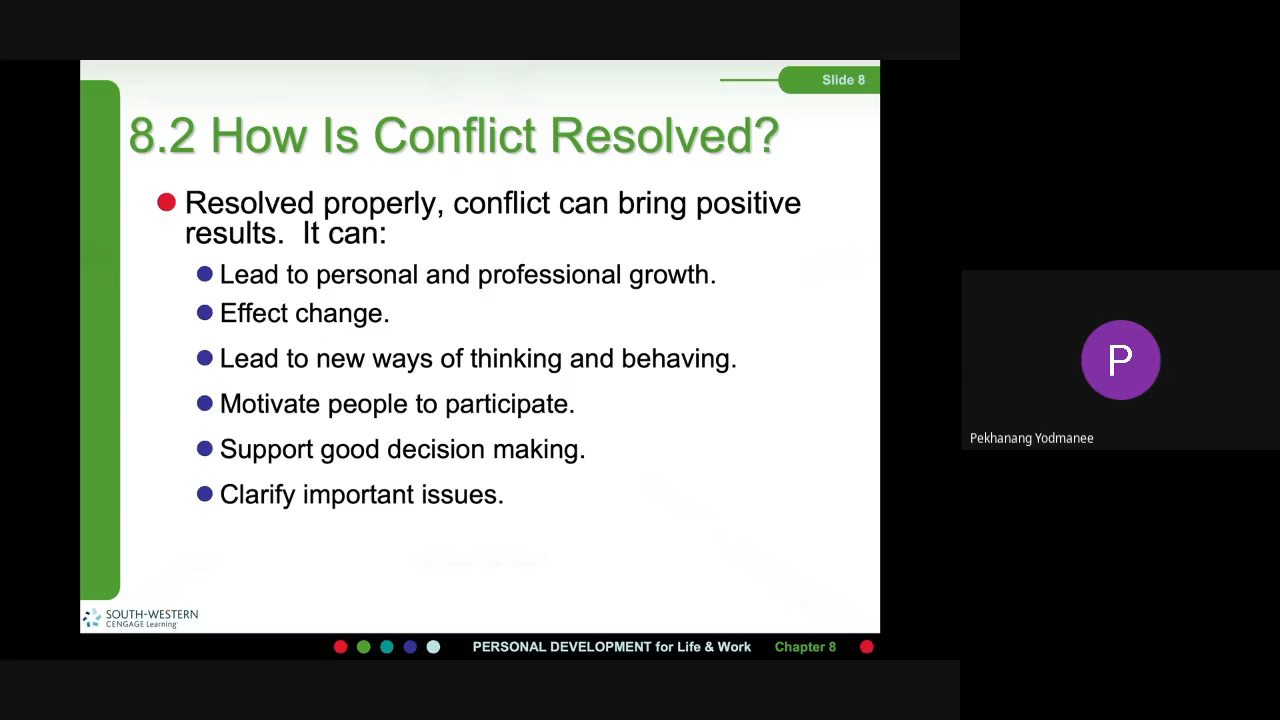 Slide 8
8.2 How Is Conflict Resolved?
Resolved properly, conflict can bring positive
results.  It can:
Lead to personal and professional growth.
Effect change.
Lead to new ways of thinking and behaving.
Motivate people to participate.
Support good decision making.
Clarify important issues.
P
Pekhanang Yodmanee
SOUTH-WESTERN
CENGAGE Learning
PERSONAL DEVELOPMENT for Life & Work
Chapter 8